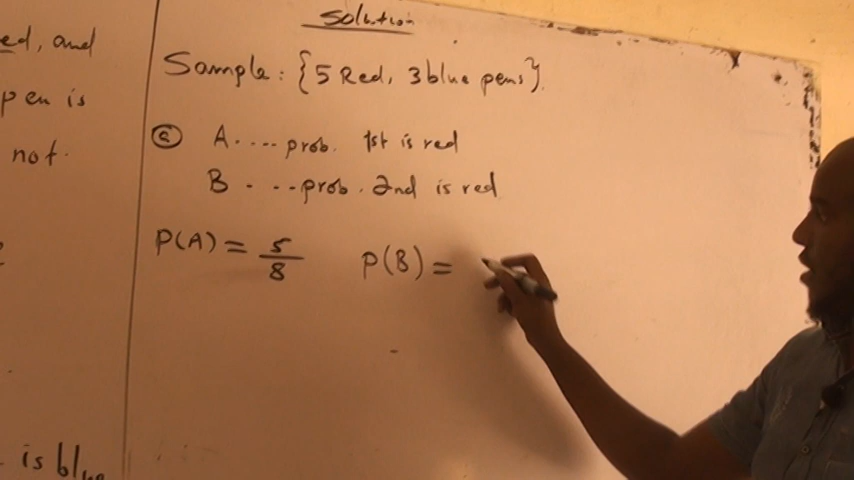 ed, and
pen is
not.
is blue
Solution
Sample: {5 Red, 3 blue pens}.
(a) A.... prob. 1st is red
B - .. prob. 2nd is red
P(A) = 5/8 P(B) =